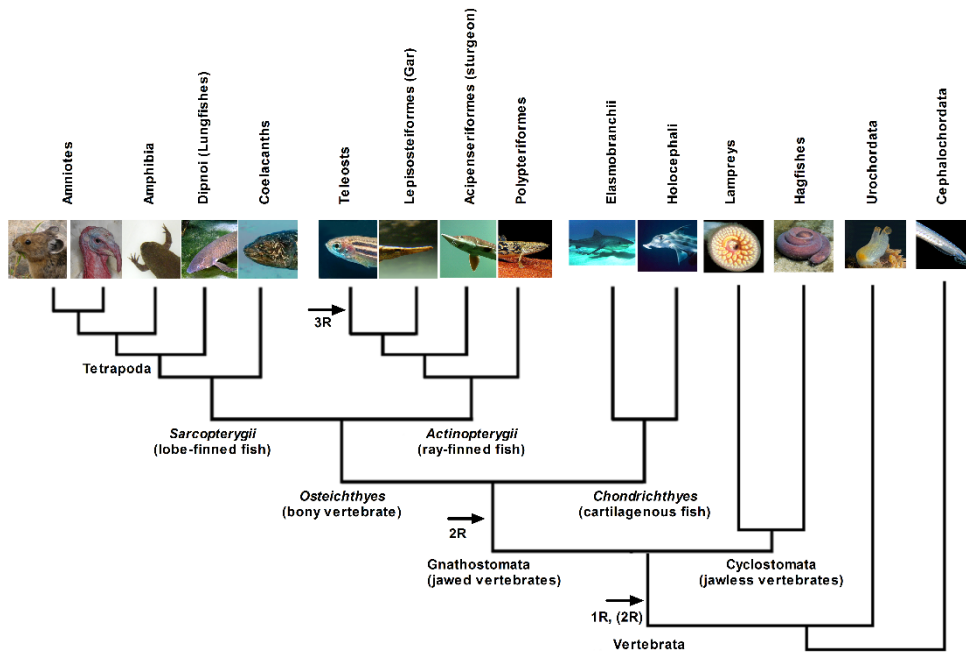 Amniotes
Amphibia
Dipnoi (Lungfishes)
Coelacanths
Teleosts
Lepisosteiformes (Gar)
Acipenseriformes (sturgeon)
Polypteriformes
Elasmobranchii
Holocephali
Lampreys
Hagfishes
Urochordata
Cephalochordata
3R
Tetrapoda
Sarcopterygii
(lobe-finned fish)
Actinopterygii
(ray-finned fish)
Osteichthyes
(bony vertebrate)
Chondrichthyes
(cartilagenous fish)
2R
Gnathostomata
(jawed vertebrates)
Cyclostomata
(jawless vertebrates)
1R, (2R)
Vertebrata